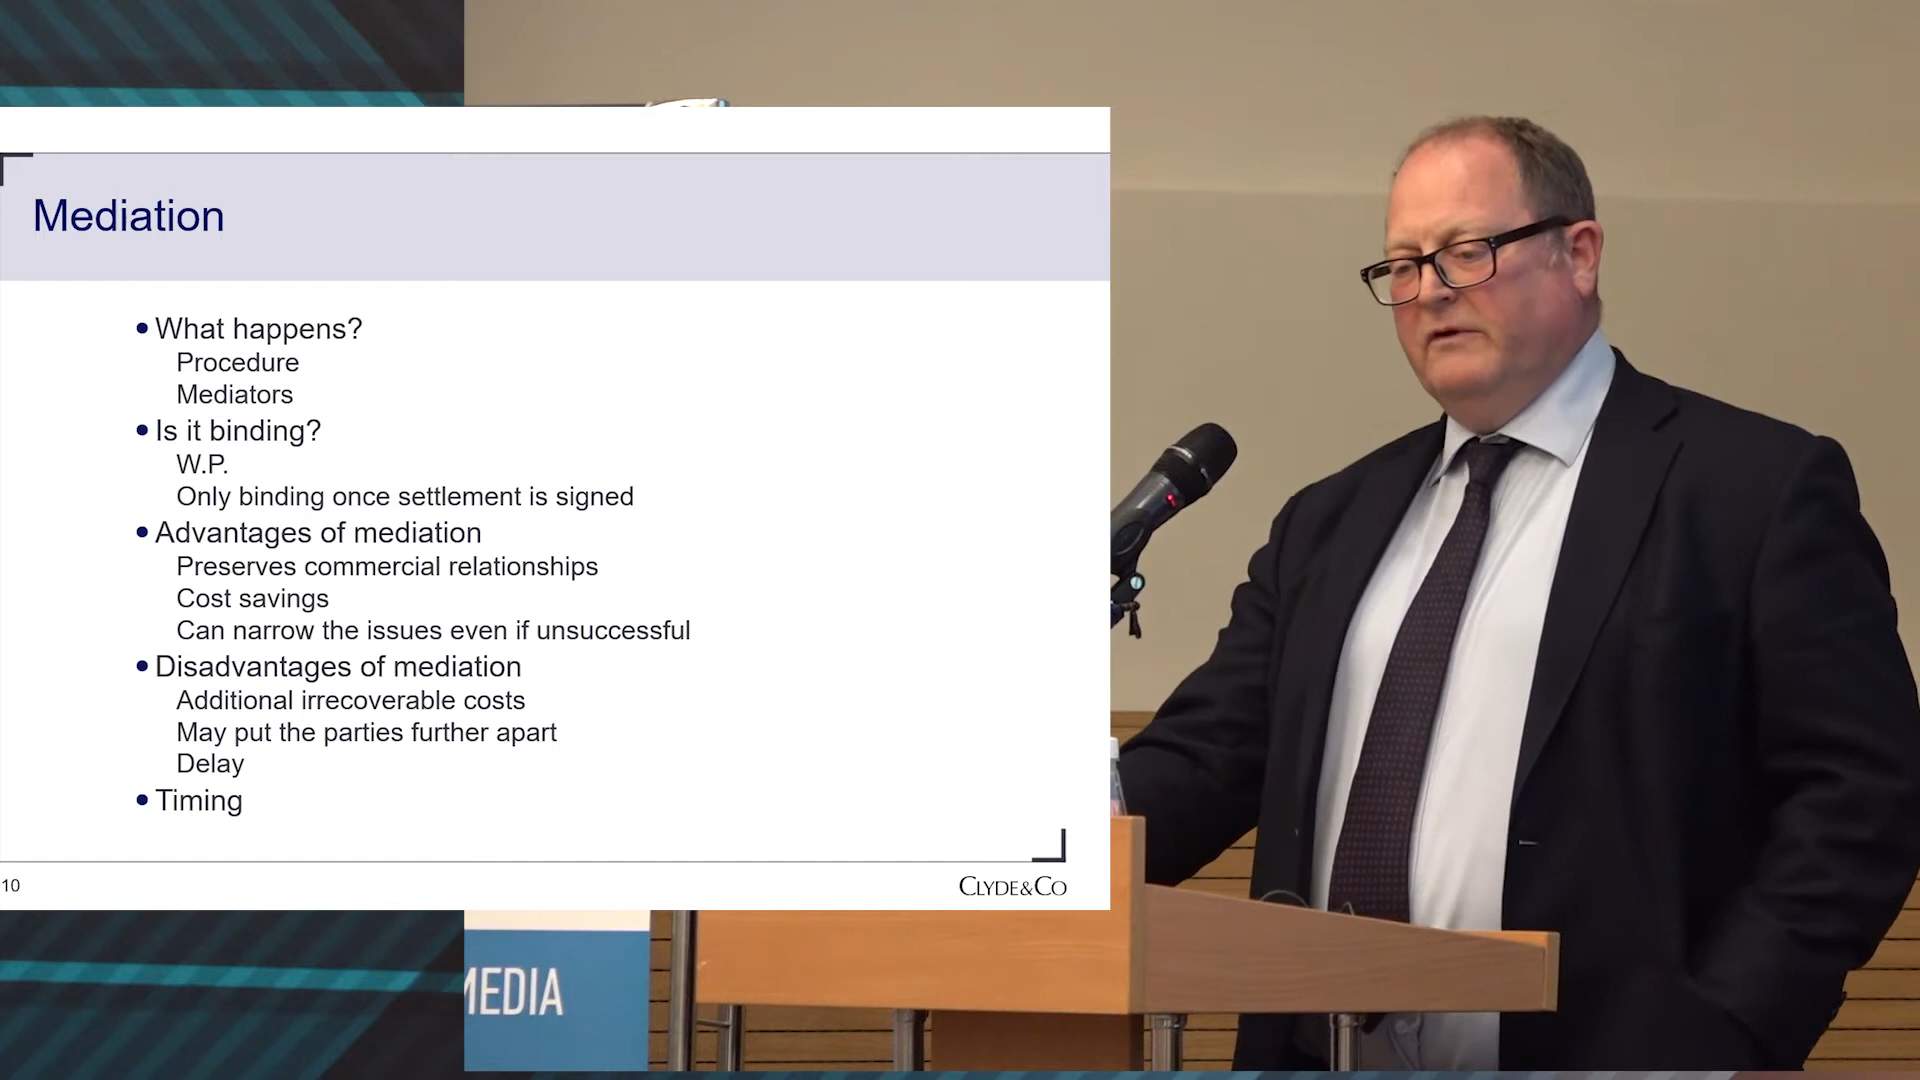 Mediation
• What happens?
Procedure
Mediators
• Is it binding?
W.P.
Only binding once settlement is signed
• Advantages of mediation
Preserves commercial relationships
Cost savings
Can narrow the issues even if unsuccessful
• Disadvantages of mediation
Additional irrecoverable costs
May put the parties further apart
Delay
• Timing
10
CLYDE&CO
MEDIA